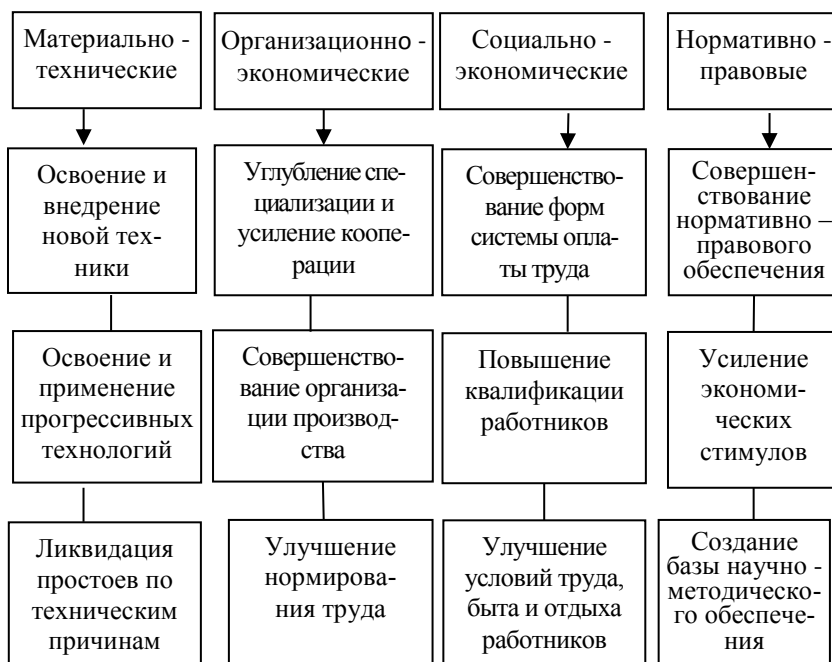 Материально -
технические
Организационно -
экономические
Социально -
экономические
Нормативно -
правовые
Освоение и
внедрение
новой тех-
ники
Углубление спе-
циализации и
усиление коопе-
рации
Совершенство-
вание форм
системы опла-
ты труда
Совершен-
ствование
нормативно –
правового
обеспечения
Освоение и
применение
прогрессивных
технологий
Совершенство-
вание организа-
ции производ-
ства
Повышение
квалификации
работников
Усиление
экономи-
ческих
стимулов
Ликвидация
простоев по
техническим
причинам
Улучшение
нормирова-
ния труда
Улучшение
условий труда,
быта и отдыха
работников
Создание
базы научно -
методическо-
го обеспече-
ния